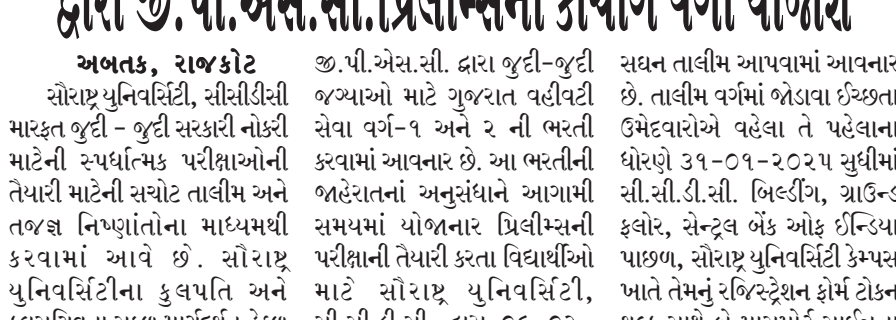 દ્વારા જી.પી.એસ.સી.પ્રિલીમ્સના કોચીંગ વર્ગો યોજાશે
અબતક, રાજકોટ
સૌરાષ્ટ્ર યુનિવર્સિટી, સીસીડીસી
મારફત જુદી - જુદી સરકારી નોકરી
માટેની સ્પર્ધાત્મક પરીક્ષાઓની
તૈયારી માટેની સચોટ તાલીમ અને
તજજ્ઞ નિષ્ણાંતોના માધ્યમથી
કરવામાં આવે છે. સૌરાષ્ટ્ર
યુનિવર્સિટીના કુલપતિ અને
જી.પી.એસ.સી. દ્વારા જુદી-જુદી
જગ્યાઓ માટે ગુજરાત વહીવટી
સેવા વર્ગ-૧ અને ૨ ની ભરતી
કરવામાં આવનાર છે. આ ભરતીની
જાહેરાતનાં અનુસંધાને આગામી
સમયમાં યોજાનાર પ્રિલીમ્સની
પરીક્ષાની તૈયારી કરતા વિદ્યાર્થીઓ
માટે સૌરાષ્ટ્ર યુનિવર્સિટી,
સઘન તાલીમ આપવામાં આવનાર
છે. તાલીમ વર્ગમાં જોડાવા ઈચ્છતા
ઉમેદવારોએ વહેલા તે પહેલાના
ધોરણે ૩૧-૦૧-૨૦૨૫ સુધીમાં
સી.સી.ડી.સી. બિલ્ડીંગ, ગ્રાઉન્ડ
ફલોર, સેન્ટ્રલ બેંક ઓફ ઈન્ડિયા
પાછળ, સૌરાષ્ટ્ર યુનિવર્સિટી કેમ્પસ
ખાતે તેમનું રજિસ્ટ્રેશન ફોર્મ ટોકન